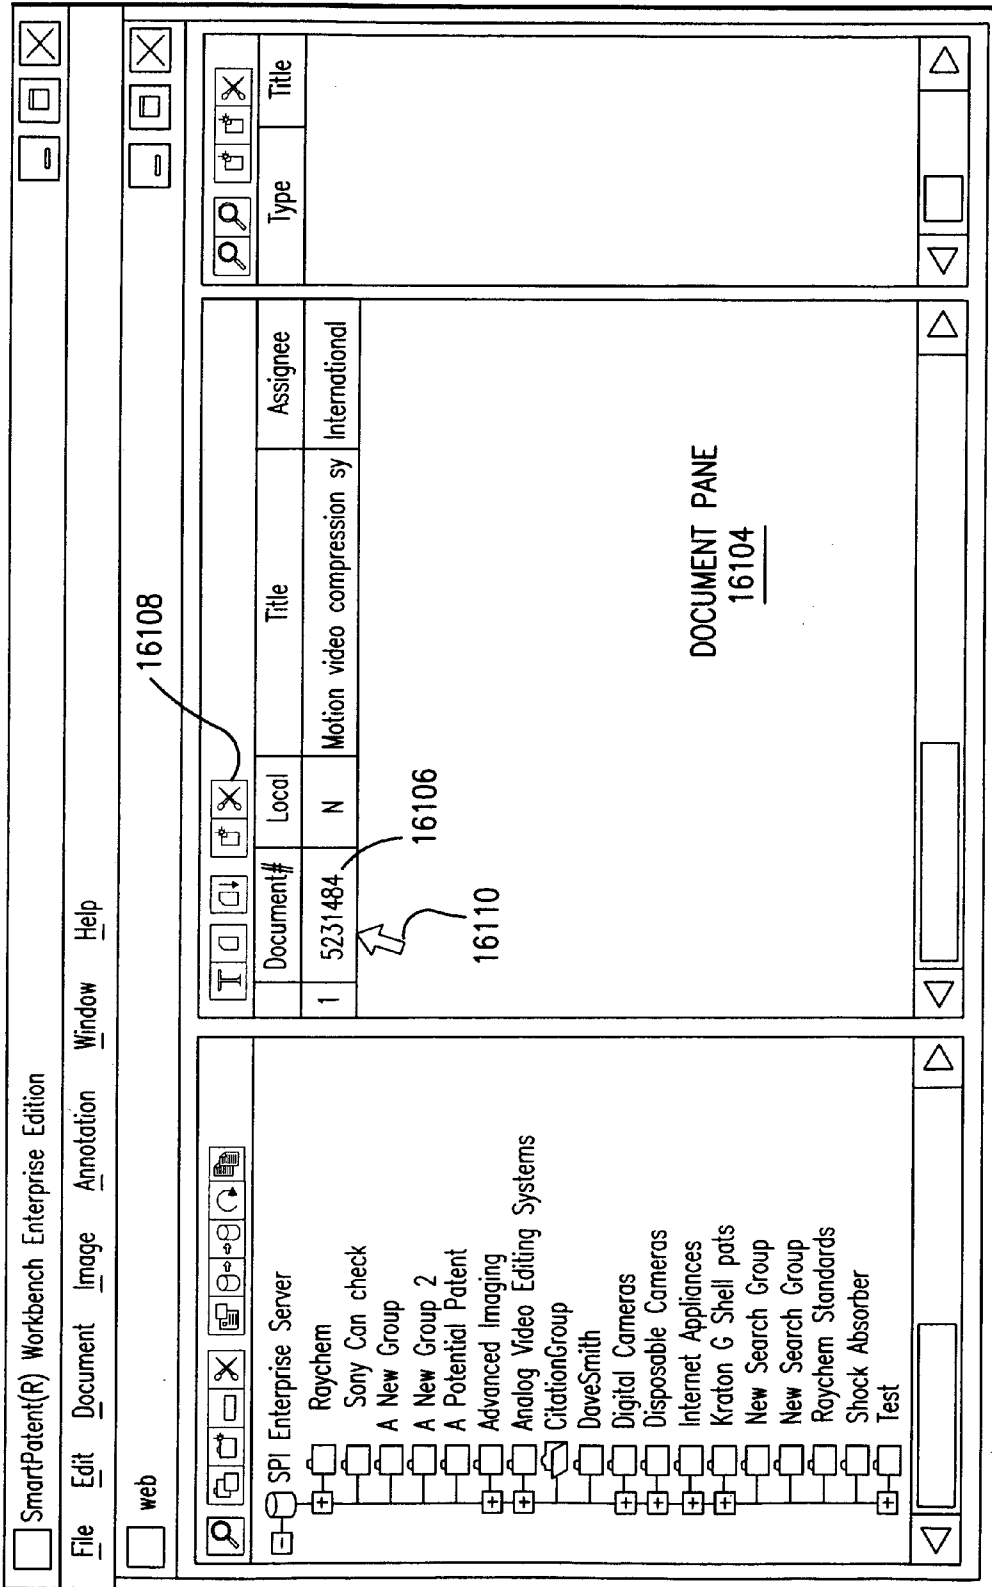 SmartPatent(R) Workbench Enterprise Edition
File Edit Document Image Annotation Window Help
web
16108
SPI Enterprise Server
Raychem
Sony Can check
A New Group
A New Group 2
A Potential Patent
Advanced Imaging
Analog Video Editing Systems
CitationGroup
DaveSmith
Digital Cameras
Disposable Cameras
Internet Appliances
Kraton G Shell pats
New Search Group
New Search Group
Raychem Standards
Shock Absorber
Test
Document# Local Title Assignee
1 5231484 N Motion video compression sy International
16106
16110
DOCUMENT PANE
16104
Type Title